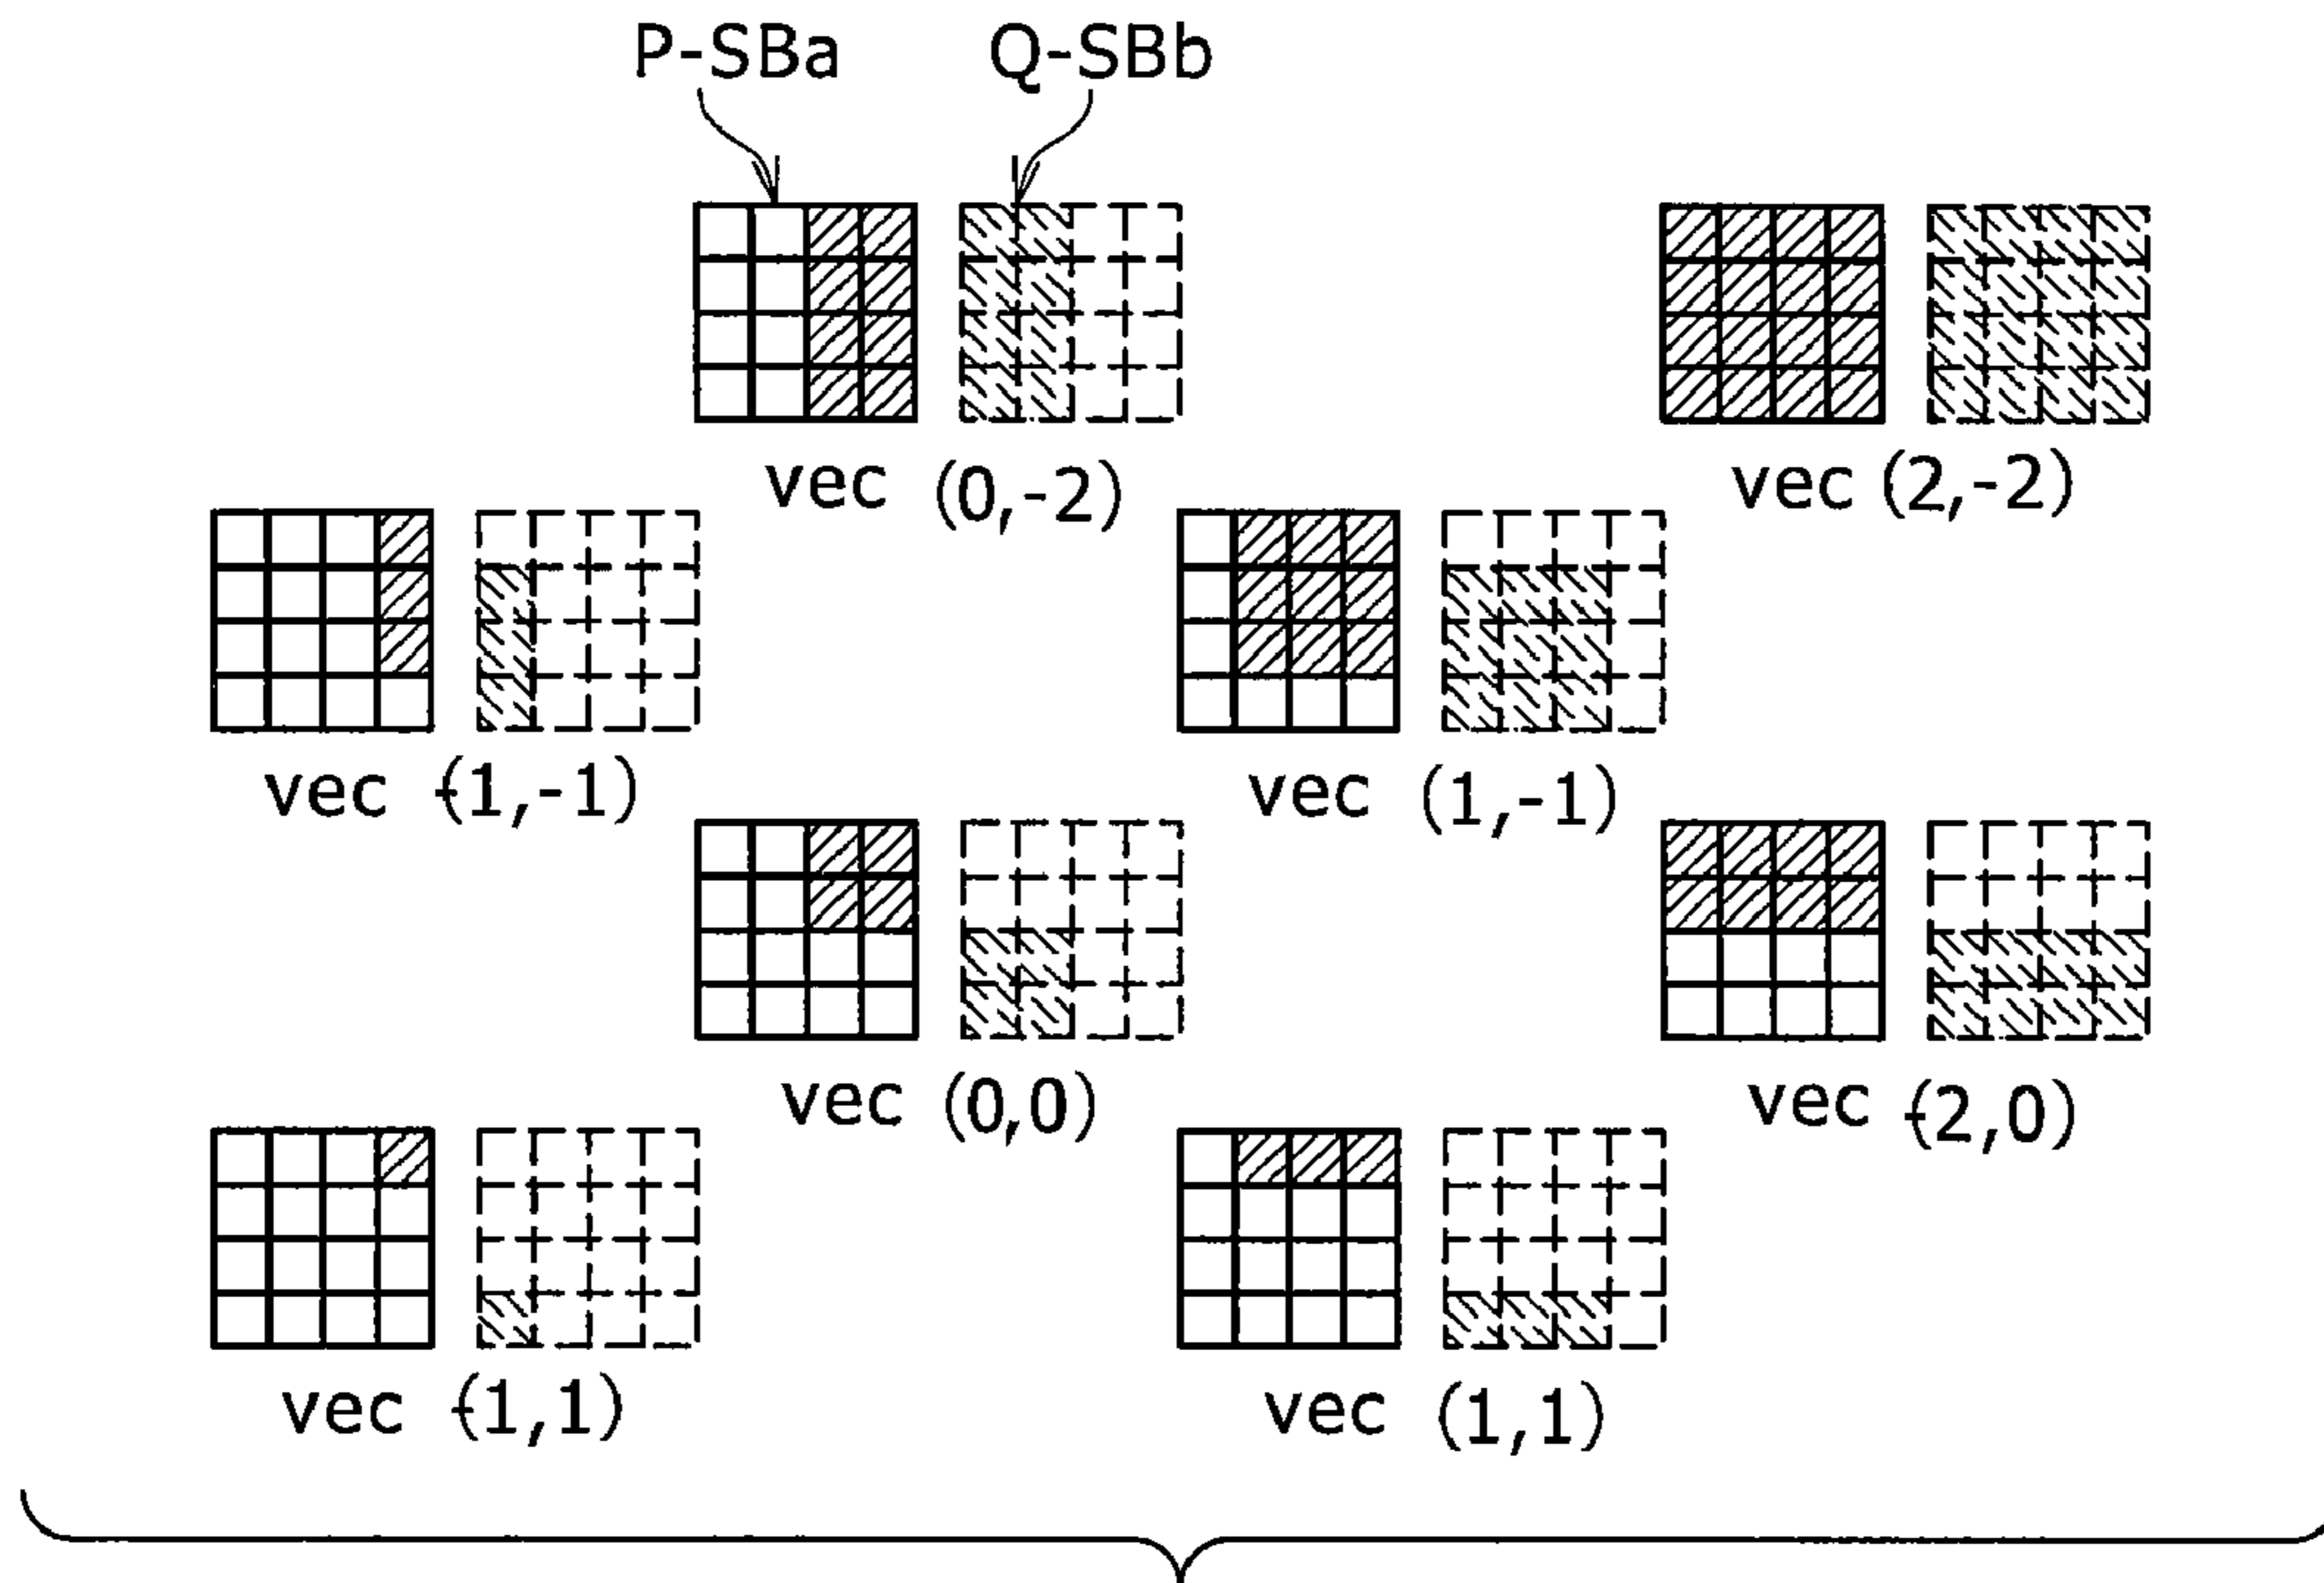 P-SBa Q-SBb
vec (0,-2)
vec (2,-2)
vec (-1,-1)
vec (1,-1)
vec (0,0)
vec (-2,0)
vec (-1,1)
vec (1,1)